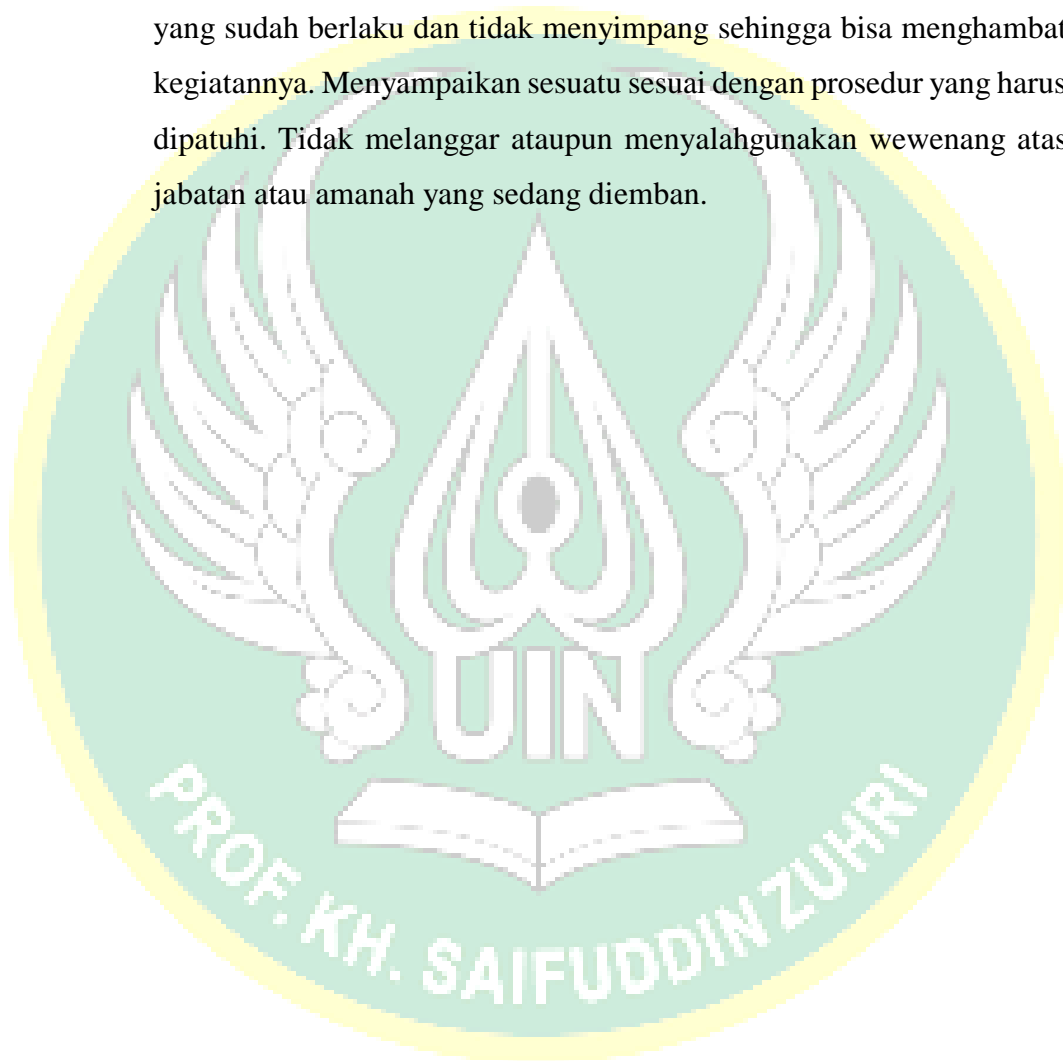 yang sudah berlaku dan tidak menyimpang sehingga bisa menghambat
kegiatannya. Menyampaikan sesuatu sesuai dengan prosedur yang harus
dipatuhi. Tidak melanggar ataupun menyalahgunakan wewenang atas
jabatan atau amanah yang sedang diemban.
UIN
PROF. KH. SAIFUDDIN ZUHRI